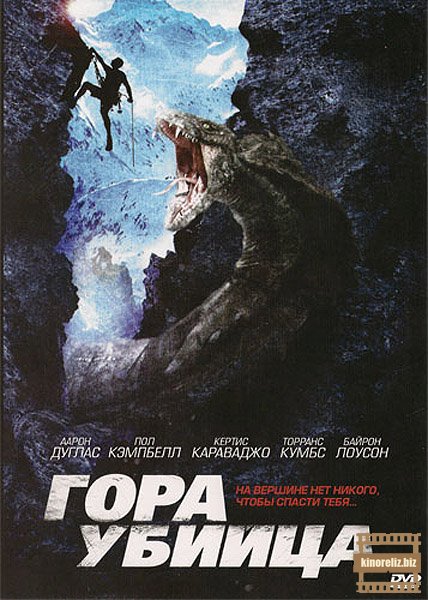 ААРОН ДУГЛАС
ПОЛ КЭМПБЕЛЛ
КЕРТИС КАРАВАДЖО
ТОРРАНС КУМБС
БАЙРОН ЛОУСОН
ГОРА
НА ВЕРШИНЕ НЕТ НИКОГО,
ЧТОБЫ СПАСТИ ТЕБЯ...
УБИЙЦА
kinoreliz.biz
DVD